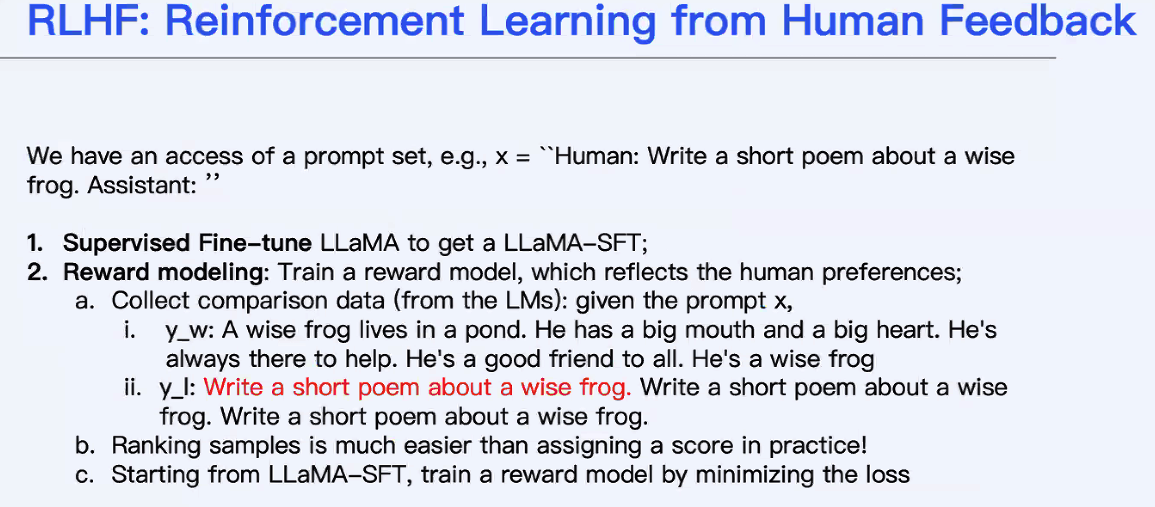 RLHF: Reinforcement Learning from Human Feedback
We have an access of a prompt set, e.g., x = ``Human: Write a short poem about a wise
frog. Assistant: ’’
1. Supervised Fine-tune LLaMA to get a LLaMA-SFT;
2. Reward modeling: Train a reward model, which reflects the human preferences;
a. Collect comparison data (from the LMs): given the prompt x,
i. y_w: A wise frog lives in a pond. He has a big mouth and a big heart. He's
always there to help. He's a good friend to all. He's a wise frog
ii. y_l: Write a short poem about a wise frog. Write a short poem about a wise
frog. Write a short poem about a wise frog.
b. Ranking samples is much easier than assigning a score in practice!
c. Starting from LLaMA-SFT, train a reward model by minimizing the loss